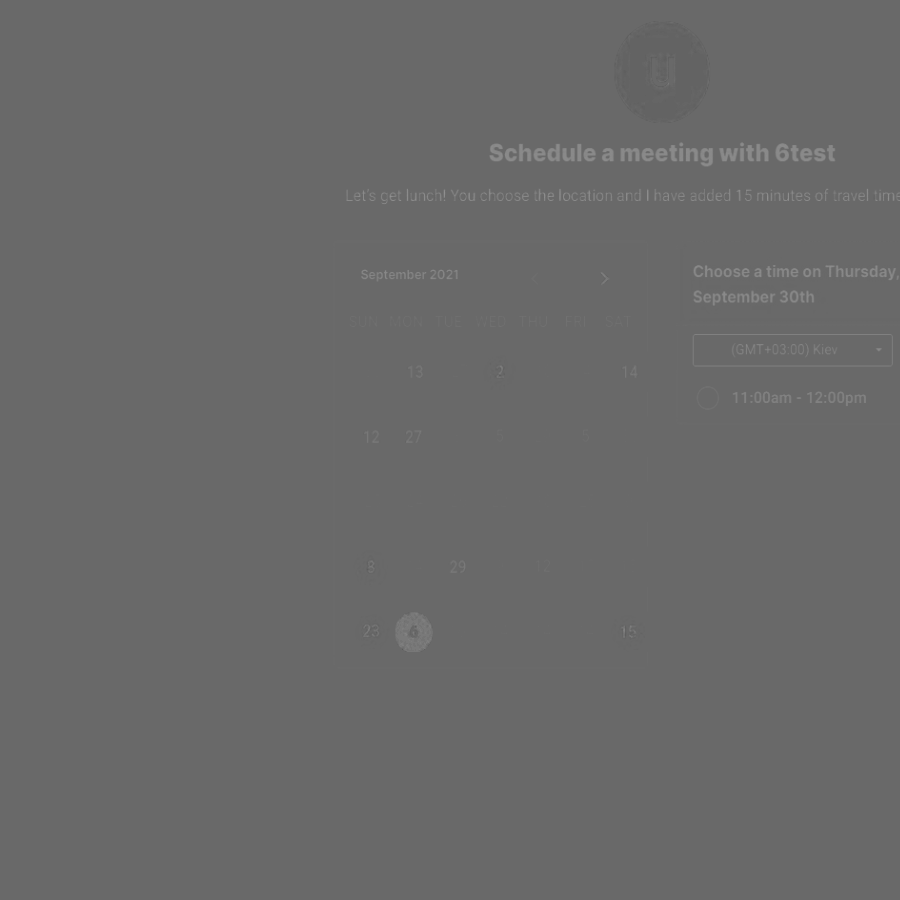 U
Schedule a meeting with 6test
Let's get lunch! You choose the location and I have added 15 minutes of travel time
September 2021
SUN MON TUE WED THU FRI SAT
13 2 14
12 27
29 12
23 6 15
Choose a time on Thursday,
September 30th
(GMT+03:00) Kiev
11:00am - 12:00pm